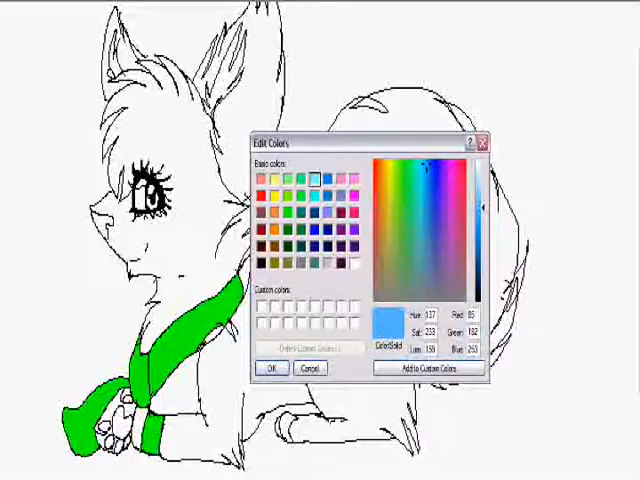 Edit Colors
?
Basic colors:
Custom colors:
Define Custom Colors >>
OK
Cancel
Hue: 137
Red: 85
Sat: 233
Green: 182
Color|Solid
Lum: 159
Blue: 253
Add to Custom Colors